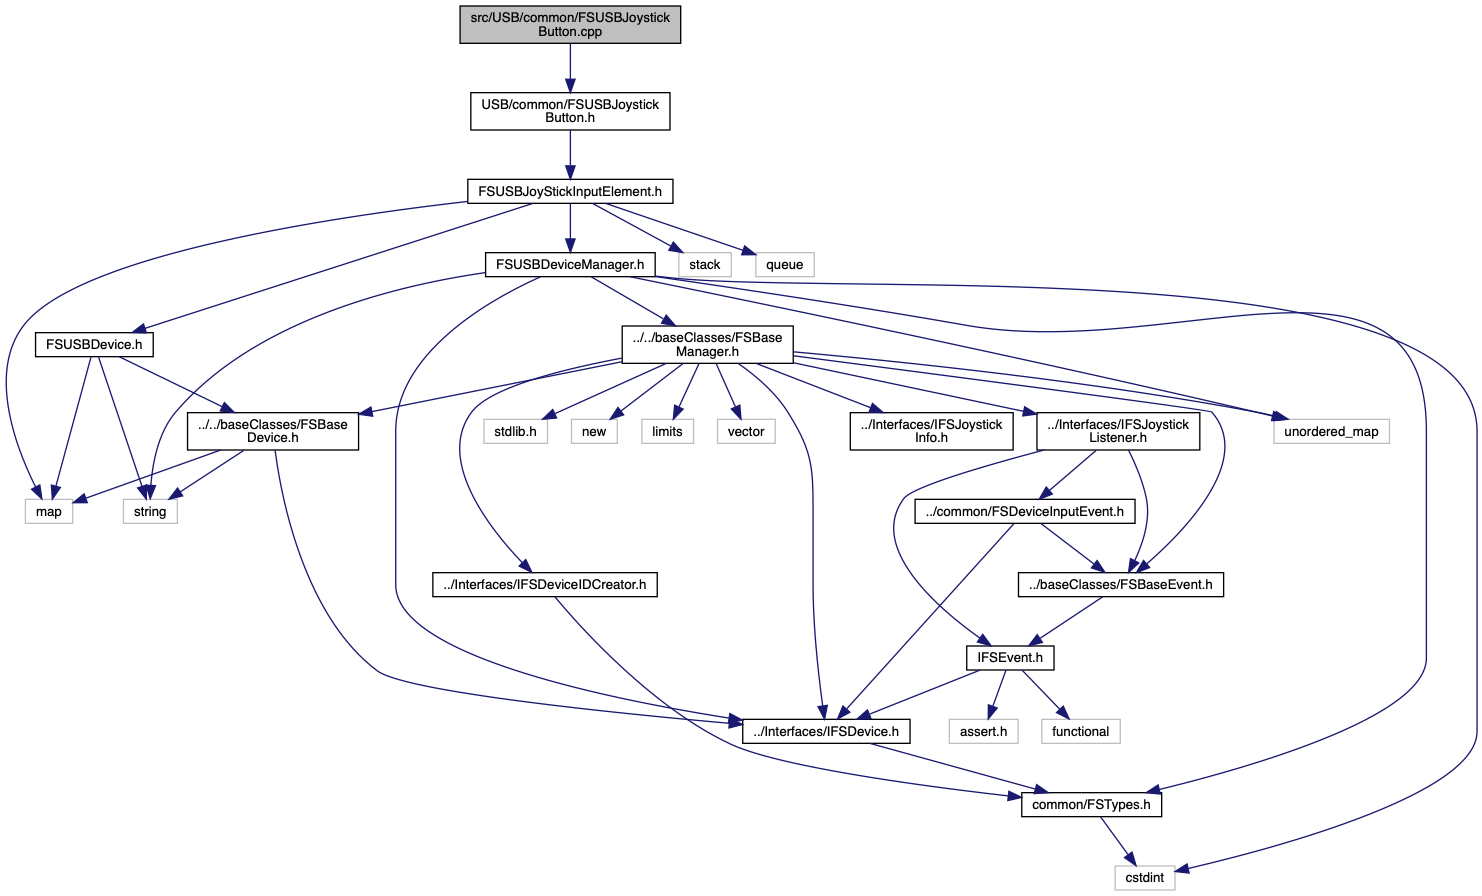 src/USB/common/FSUSBJoystick
Button.cpp
USB/common/FSUSBJoystick
Button.h
FSUSBJoyStickInputElement.h
FSUSBDeviceManager.h
stack
queue
FSUSBDevice.h
../../baseClasses/FSBase
Manager.h
../../baseClasses/FSBase
Device.h
stdlib.h
new
limits
vector
../Interfaces/IFSJoystick
Info.h
../Interfaces/IFSJoystick
Listener.h
unordered_map
map
string
../common/FSDeviceInputEvent.h
../Interfaces/IFSDeviceIDCreator.h
../baseClasses/FSBaseEvent.h
IFSEvent.h
../Interfaces/IFSDevice.h
assert.h
functional
common/FSTypes.h
cstdint